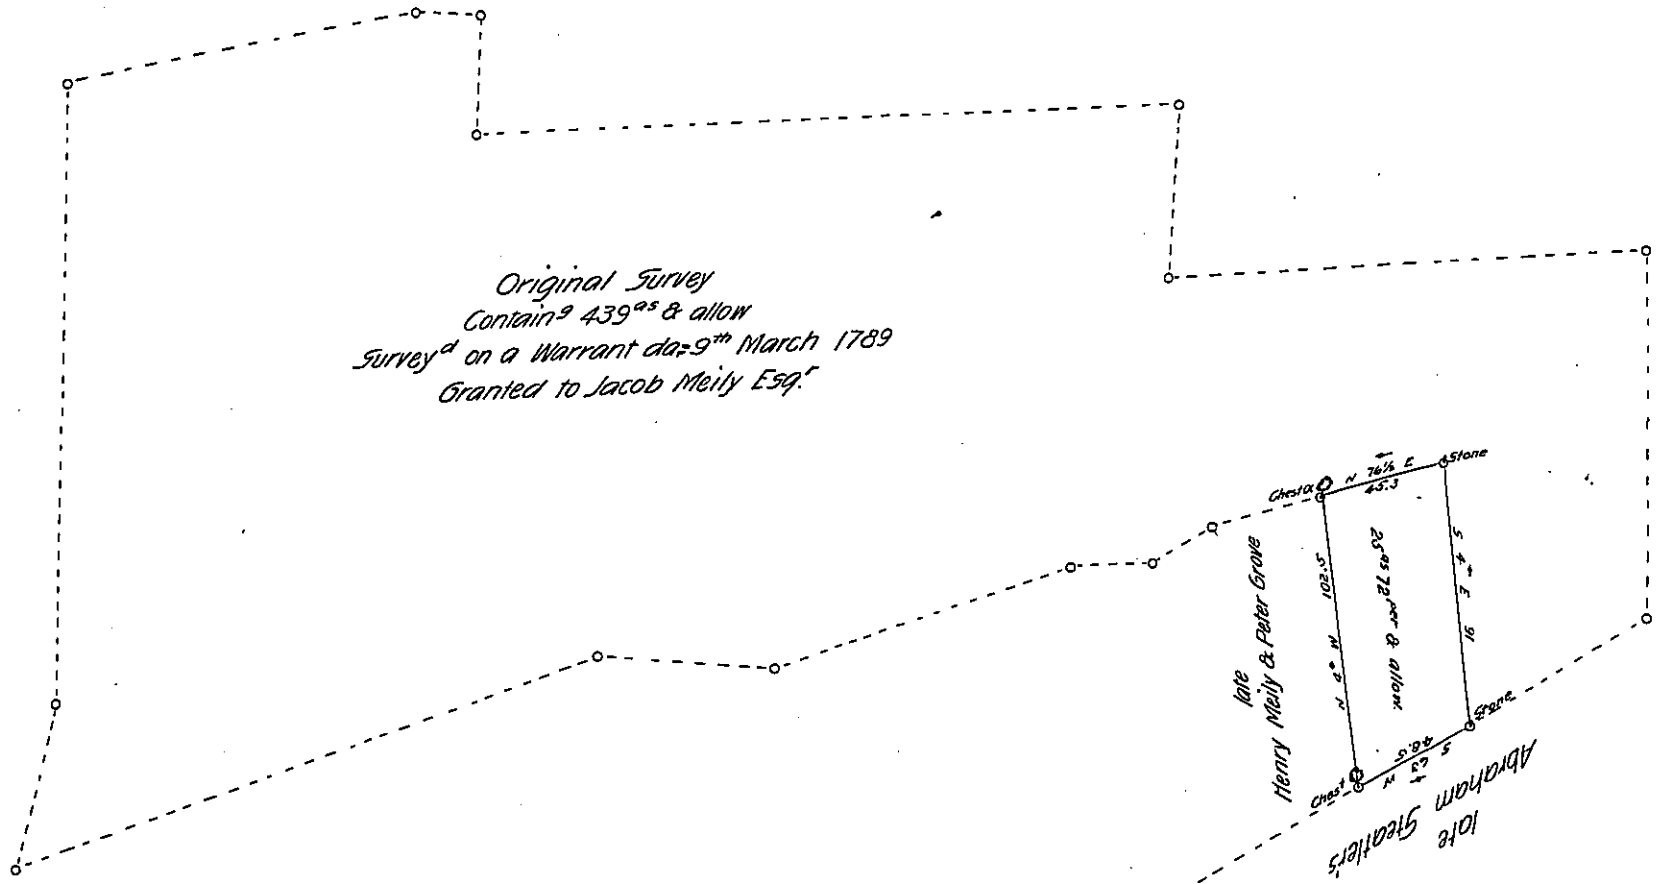 Original Survey
Contain^g 439^as & allow
Survey^d on a Warrant da: 9^th March 1789
Granted to Jacob Meily Esq.^r
Stone
N 76½ E
45.3
Chest
102.5 N 4 W
25^as 72^per & allow.
S 4 E 91
late
Henry Meily & Peter Grove
Stone
48.5
S 63 W
Chest
late
Abraham Steatler's